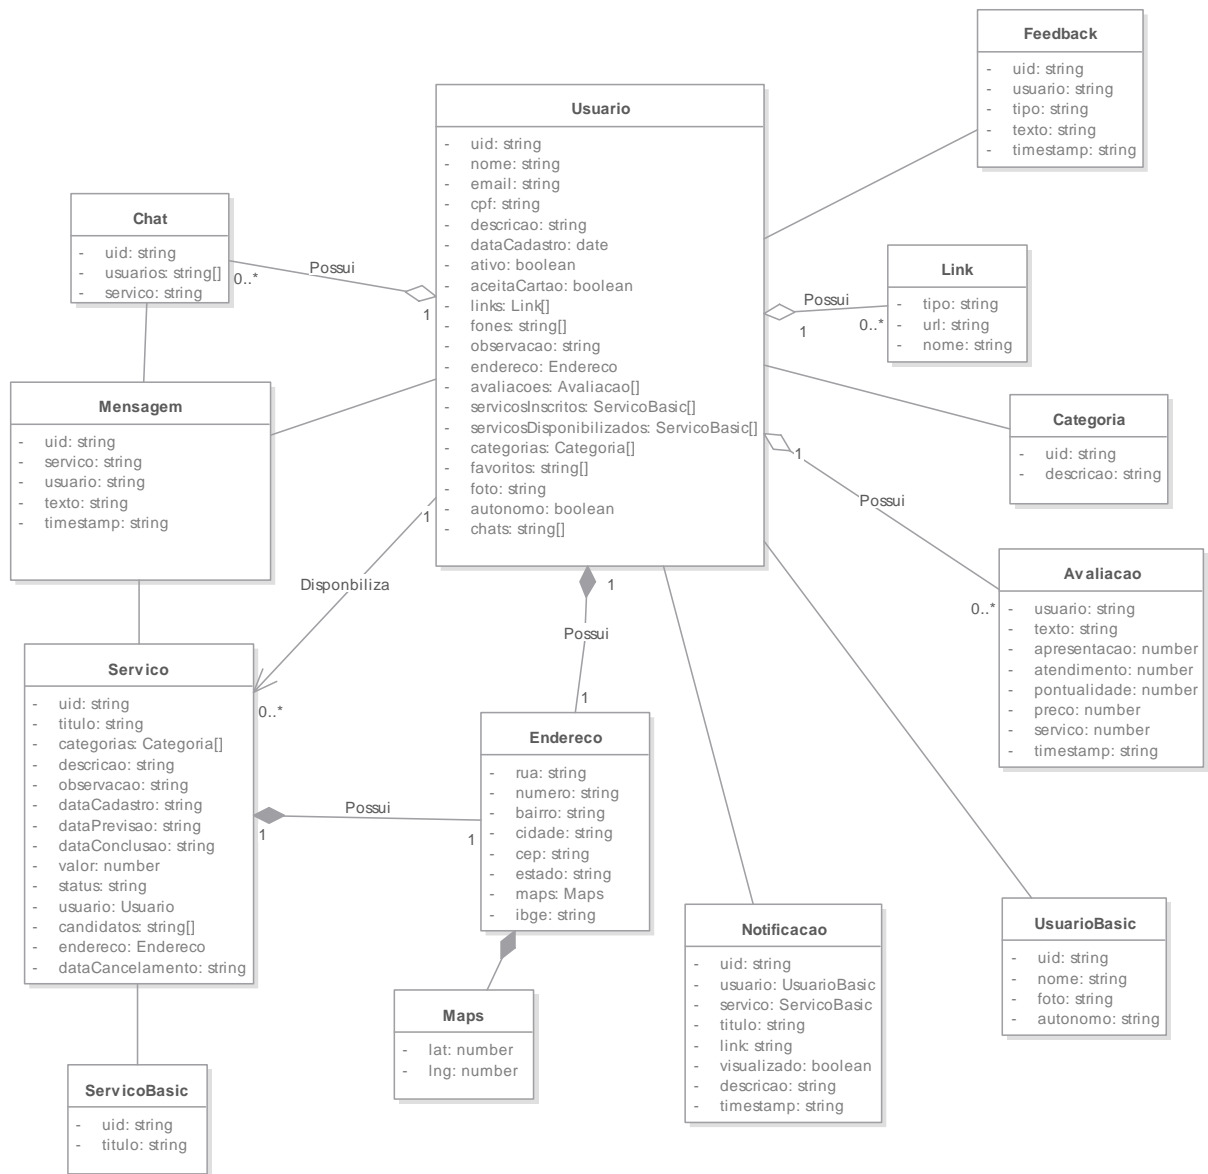 Feedback
- uid: string
- usuario: string
- tipo: string
- texto: string
- timestamp: string
Usuario
- uid: string
- nome: string
- email: string
- cpf: string
- descricao: string
- dataCadastro: date
- ativo: boolean
- aceitaCartao: boolean
- links: Link[]
- fones: string[]
- observacao: string
- endereco: Endereco
- avaliacoes: Avaliacao[]
- servicosInscritos: ServicoBasic[]
- servicosDisponibilizados: ServicoBasic[]
- categorias: Categoria[]
- favoritos: string[]
- foto: string
- autonomo: boolean
- chats: string[]
Chat
- uid: string
- usuarios: string[]
- servico: string
0..*
Possui
1
Link
- tipo: string
- url: string
- nome: string
Possui
1
0..*
Mensagem
- uid: string
- servico: string
- usuario: string
- texto: string
- timestamp: string
Categoria
- uid: string
- descricao: string
1
Possui
0..*
Avaliacao
- usuario: string
- texto: string
- apresentacao: number
- atendimento: number
- pontualidade: number
- preco: number
- servico: number
- timestamp: string
1
Disponbiliza
0..*
1
Possui
1
Servico
- uid: string
- titulo: string
- categorias: Categoria[]
- descricao: string
- observacao: string
- dataCadastro: string
- dataPrevisao: string
- dataConclusao: string
- valor: number
- status: string
- usuario: Usuario
- candidatos: string[]
- endereco: Endereco
- dataCancelamento: string
Possui
1
1
Endereco
- rua: string
- numero: string
- bairro: string
- cidade: string
- cep: string
- estado: string
- maps: Maps
- ibge: string
Notificacao
- uid: string
- usuario: UsuarioBasic
- servico: ServicoBasic
- titulo: string
- link: string
- visualizado: boolean
- descricao: string
- timestamp: string
UsuarioBasic
- uid: string
- nome: string
- foto: string
- autonomo: string
Maps
- lat: number
- lng: number
ServicoBasic
- uid: string
- titulo: string